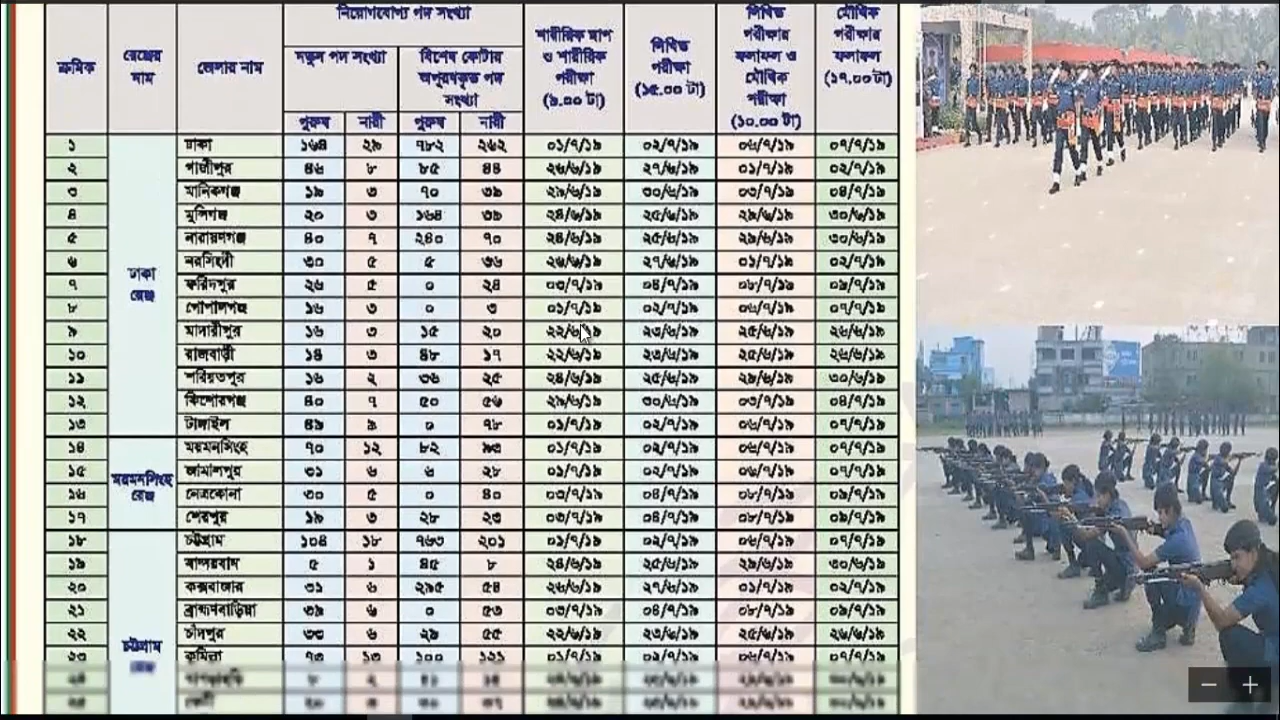 নিয়োগযোগ্য পদ সংখ্যা
ক্রমিক রেঞ্জের নাম জেলার নাম নতুন পদ সংখ্যা বিশেষ কোটার অপূরণকৃত পদ সংখ্যা শারীরিক মাপ ও শারীরিক পরীক্ষা (৯.০০ টা) লিখিত পরীক্ষা (১৫.০০ টা) লিখিত পরীক্ষার ফলাফল ও মৌখিক পরীক্ষা (১০.০০ টা) মৌখিক পরীক্ষার ফলাফল (১৭.০০ টা)
পুরুষ নারী পুরুষ নারী
ঢাকা রেঞ্জ
১ ঢাকা ১৬৪ ২৯ ৭৮২ ২৬২ ০১/৭/১৯ ০২/৭/১৯ ০৬/৭/১৯ ০৭/৭/১৯
২ গাজীপুর ৪৬ ৮ ৮৫ ৪৪ ২৬/৬/১৯ ২৭/৬/১৯ ০১/৭/১৯ ০২/৭/১৯
৩ মানিকগঞ্জ ১৯ ৩ ৭০ ৩৯ ২৯/৬/১৯ ৩০/৬/১৯ ০৩/৭/১৯ ০৪/৭/১৯
৪ মুন্সিগঞ্জ ২০ ৩ ১৬৪ ৩৯ ২৪/৬/১৯ ২৫/৬/১৯ ২৯/৬/১৯ ৩০/৬/১৯
৫ নারায়ণগঞ্জ ৪০ ৭ ২৪০ ৭০ ২৪/৬/১৯ ২৫/৬/১৯ ২৯/৬/১৯ ৩০/৬/১৯
৬ নরসিংদী ৩০ ৫ ৫ ৩৬ ২৬/৬/১৯ ২৭/৬/১৯ ০১/৭/১৯ ০২/৭/১৯
৭ ফরিদপুর ২৬ ৫ ০ ২৪ ০৩/৭/১৯ ০৪/৭/১৯ ০৮/৭/১৯ ০৯/৭/১৯
৮ গোপালগঞ্জ ১৬ ৩ ০ ৩ ০১/৭/১৯ ০২/৭/১৯ ০৬/৭/১৯ ০৭/৭/১৯
৯ মাদারীপুর ১৬ ৩ ১৫ ২০ ২২/৬/১৯ ২৩/৬/১৯ ২৫/৬/১৯ ২৬/৬/১৯
১০ রাজবাড়ী ১৪ ৩ ৪৮ ১৭ ২২/৬/১৯ ২৩/৬/১৯ ২৫/৬/১৯ ২৬/৬/১৯
১১ শরিয়তপুর ১৬ ২ ৩৬ ২৫ ২৪/৬/১৯ ২৫/৬/১৯ ২৯/৬/১৯ ৩০/৬/১৯
১২ কিশোরগঞ্জ ৪০ ৭ ৫০ ৫৬ ২৯/৬/১৯ ৩০/৬/১৯ ০৩/৭/১৯ ০৪/৭/১৯
১৩ টাঙ্গাইল ৪৯ ৯ ০ ৭৮ ০১/৭/১৯ ০২/৭/১৯ ০৬/৭/১৯ ০৭/৭/১৯
ময়মনসিংহ রেঞ্জ
১৪ ময়মনসিংহ ৭০ ১২ ৮২ ৯৩ ০১/৭/১৯ ০২/৭/১৯ ০৬/৭/১৯ ০৭/৭/১৯
১৫ জামালপুর ৩১ ৬ ৬ ২৮ ০১/৭/১৯ ০২/৭/১৯ ০৬/৭/১৯ ০৭/৭/১৯
১৬ নেত্রকোনা ৩০ ৫ ০ ৪০ ০৩/৭/১৯ ০৪/৭/১৯ ০৮/৭/১৯ ০৯/৭/১৯
১৭ শেরপুর ১৯ ৩ ২৮ ২৩ ০৩/৭/১৯ ০৪/৭/১৯ ০৮/৭/১৯ ০৯/৭/১৯
চট্টগ্রাম
১৮ চট্টগ্রাম ১০৪ ১৮ ৭৬৩ ২০১ ০১/৭/১৯ ০২/৭/১৯ ০৬/৭/১৯ ০৭/৭/১৯
১৯ বান্দরবান ৫ ১ ৪৫ ৮ ২৪/৬/১৯ ২৫/৬/১৯ ২৯/৬/১৯ ৩০/৬/১৯
২০ কক্সবাজার ৩১ ৬ ২৯৫ ৫৪ ২৬/৬/১৯ ২৭/৬/১৯ ০১/৭/১৯ ০২/৭/১৯
২১ ব্রাহ্মণবাড়িয়া ৩৯ ৬ ০ ৫৩ ০৩/৭/১৯ ০৪/৭/১৯ ০৮/৭/১৯ ০৯/৭/১৯
২২ চাঁদপুর ৩৩ ৬ ২৯ ৫৫ ২২/৬/১৯ ২৩/৬/১৯ ২৫/৬/১৯ ২৬/৬/১৯
২৩ কুমিল্লা ৭৩ ১৩ ১০০ ১২১ ০১/৭/১৯ ০২/৭/১৯ ০৬/৭/১৯ ০৭/৭/১৯